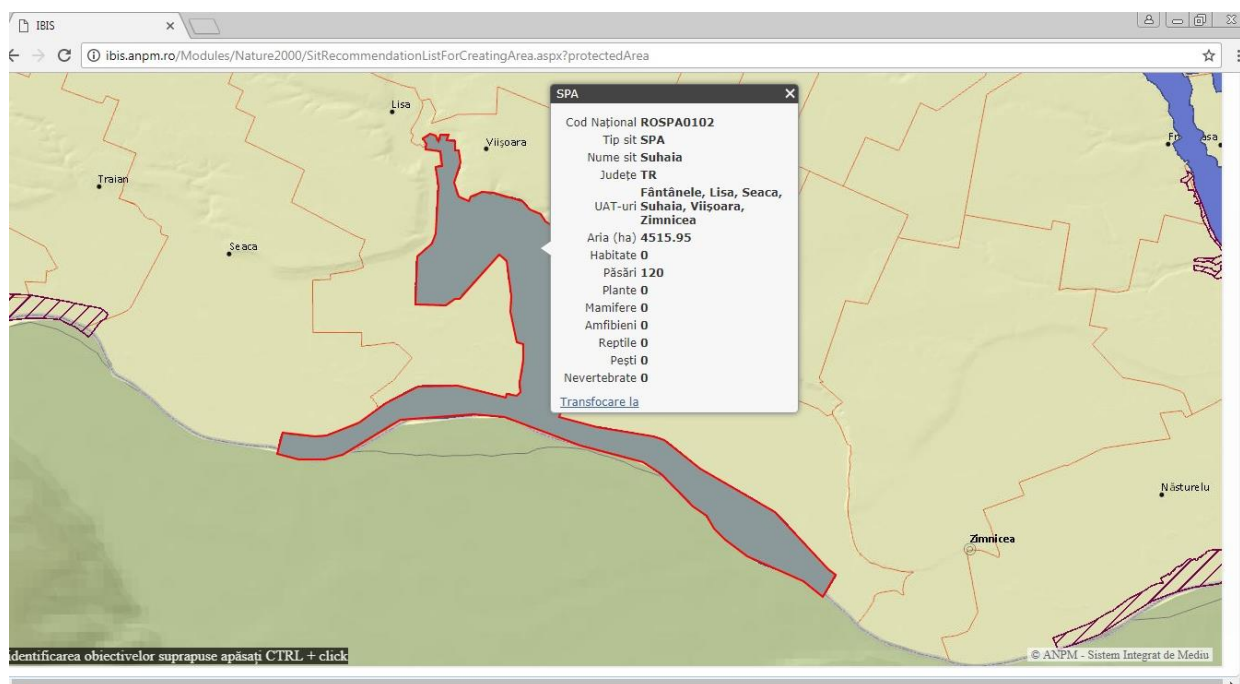 IBIS
ibis.anpm.ro/Modules/Nature2000/SitRecommendationListForCreatingArea.aspx?protectedArea
SPA
Cod Național ROSPA0102
Tip sit SPA
Nume sit Suhaia
Județe TR
UAT-uri Fântânele, Lisa, Seaca,
Suhaia, Viișoara,
Zimnicea
Aria (ha) 4515.95
Habitate 0
Păsări 120
Plante 0
Mamifere 0
Amfibieni 0
Reptile 0
Pești 0
Nevertebrate 0
Transfocare la
Lisa
Viișoara
Traian
Seaca
Năsturelu
Zimnicea
identificarea obiectivelor suprapuse apăsați CTRL + click
© ANPM - Sistem Integrat de Mediu